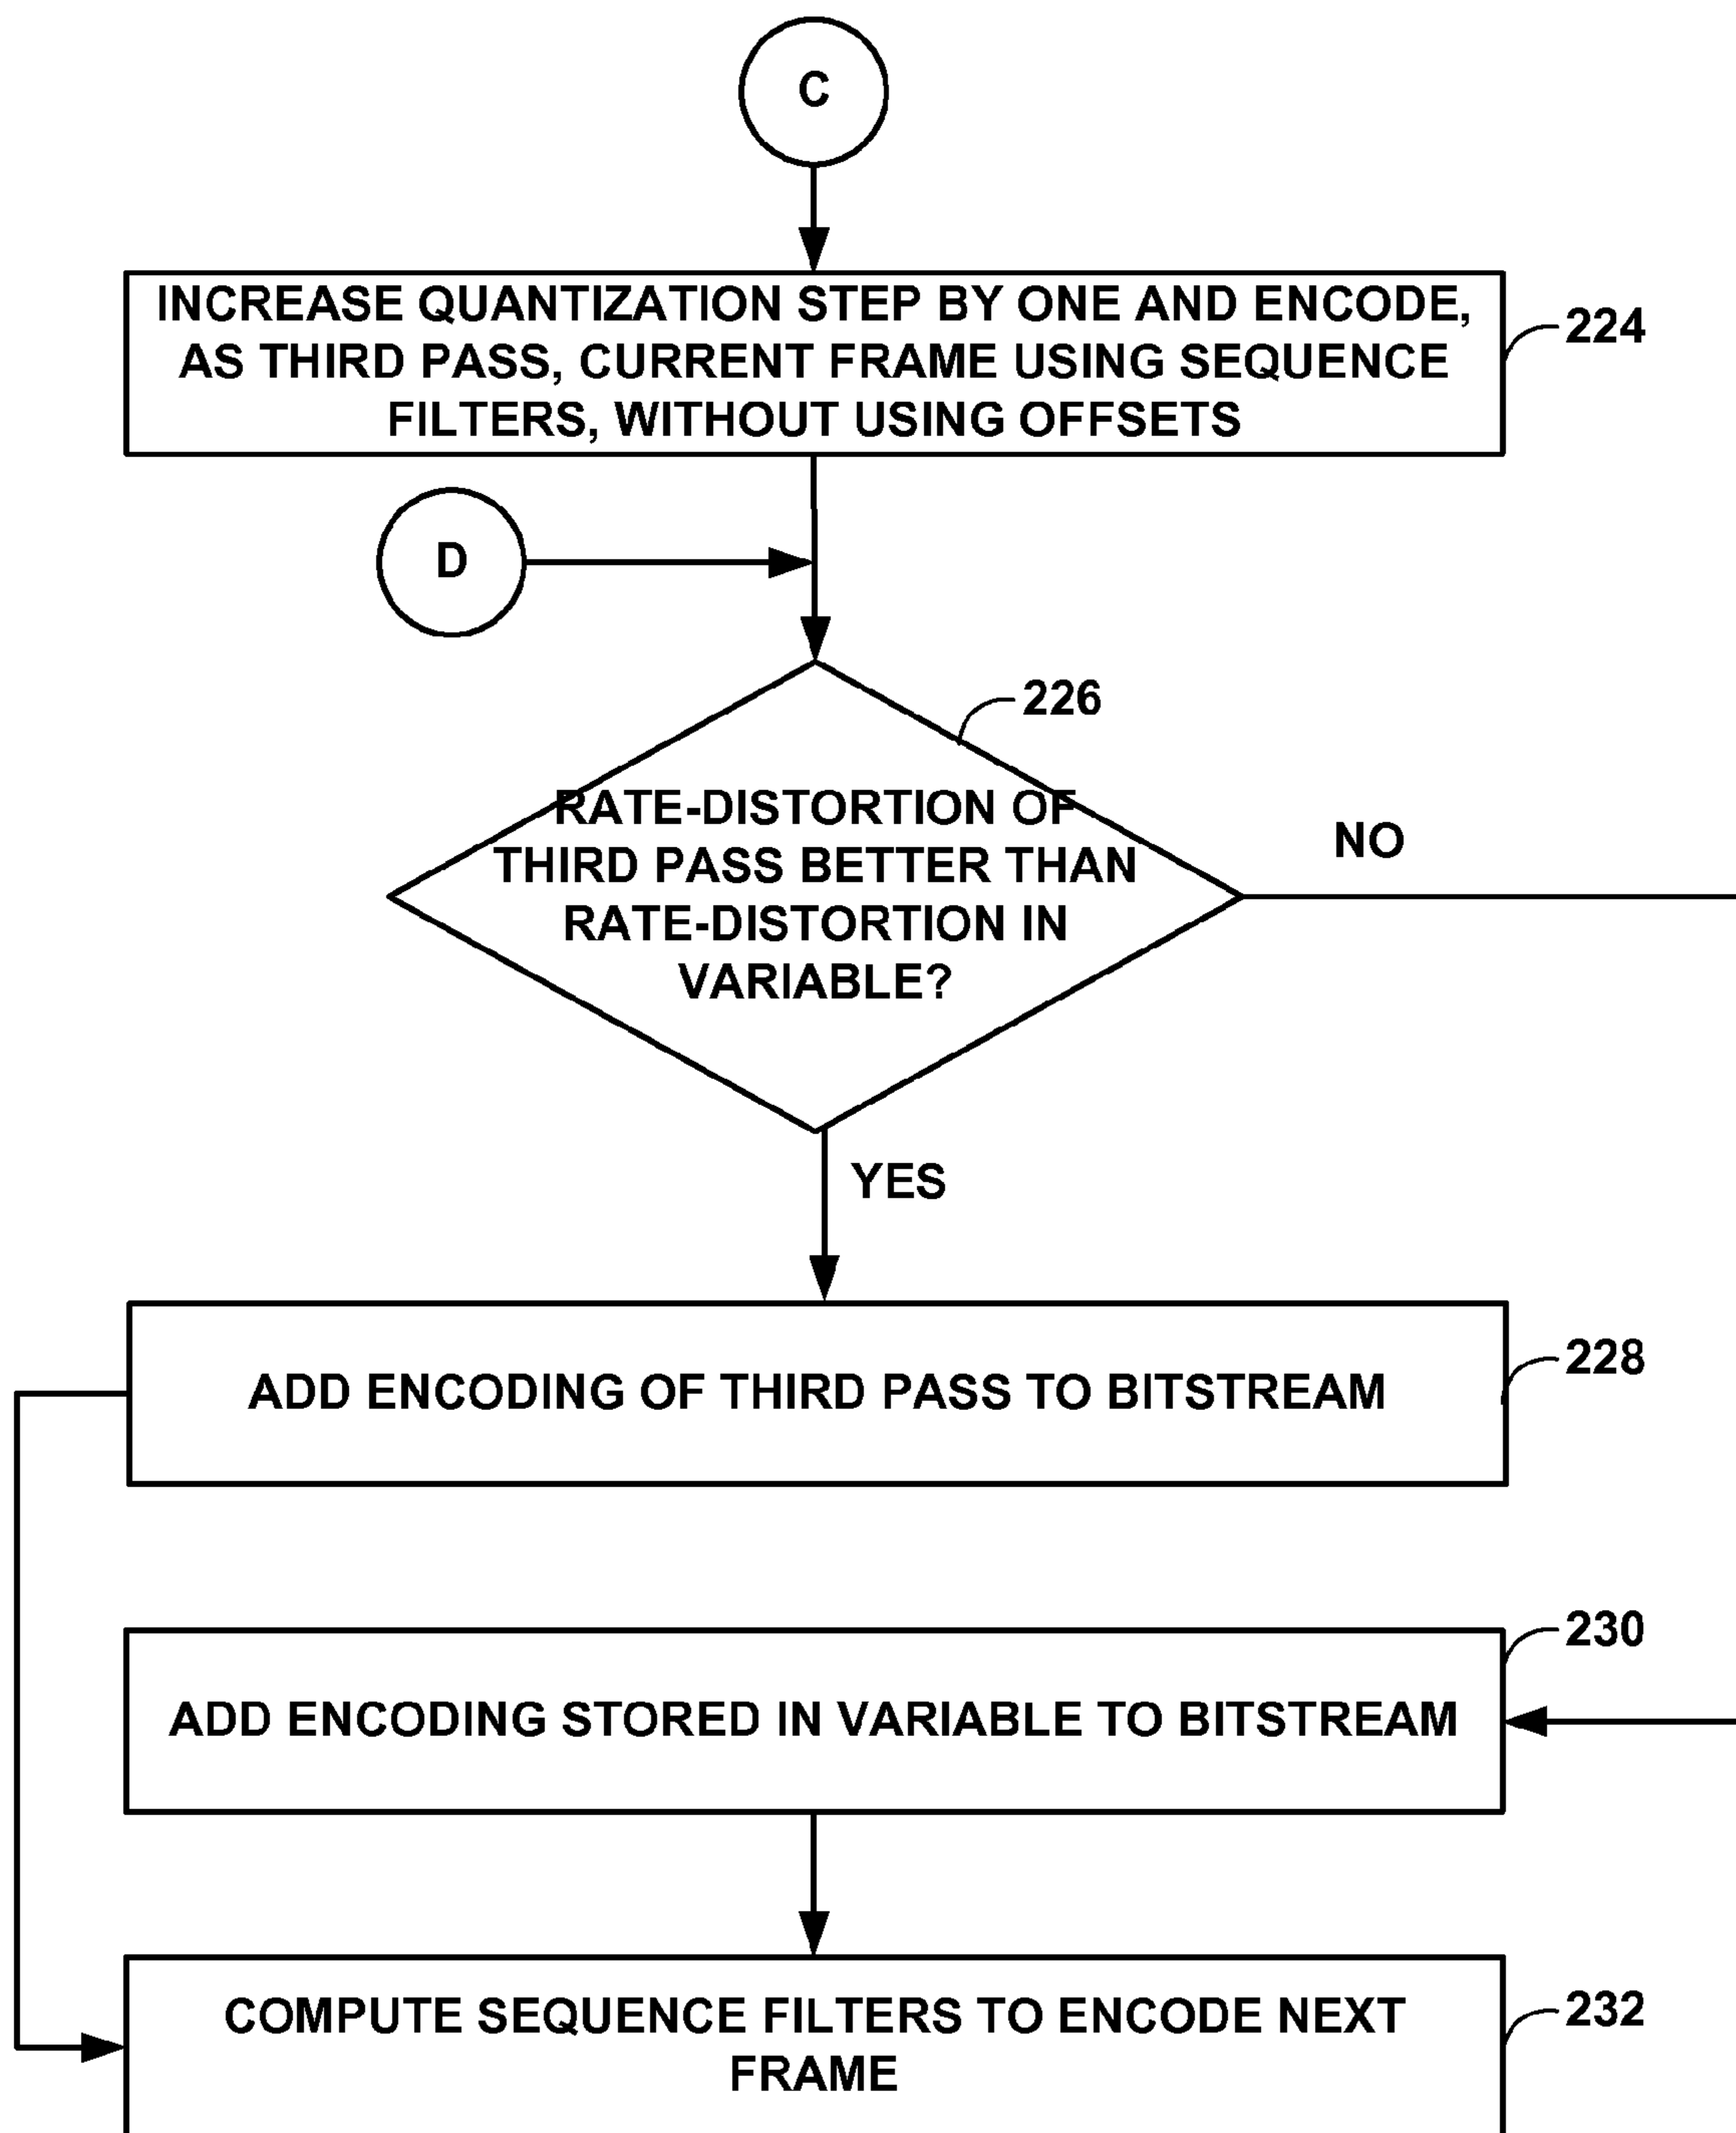 C
INCREASE QUANTIZATION STEP BY ONE AND ENCODE,
AS THIRD PASS, CURRENT FRAME USING SEQUENCE
FILTERS, WITHOUT USING OFFSETS
224
D
226
RATE-DISTORTION OF
THIRD PASS BETTER THAN
RATE-DISTORTION IN
VARIABLE?
NO
YES
ADD ENCODING OF THIRD PASS TO BITSTREAM
228
230
ADD ENCODING STORED IN VARIABLE TO BITSTREAM
COMPUTE SEQUENCE FILTERS TO ENCODE NEXT
FRAME
232